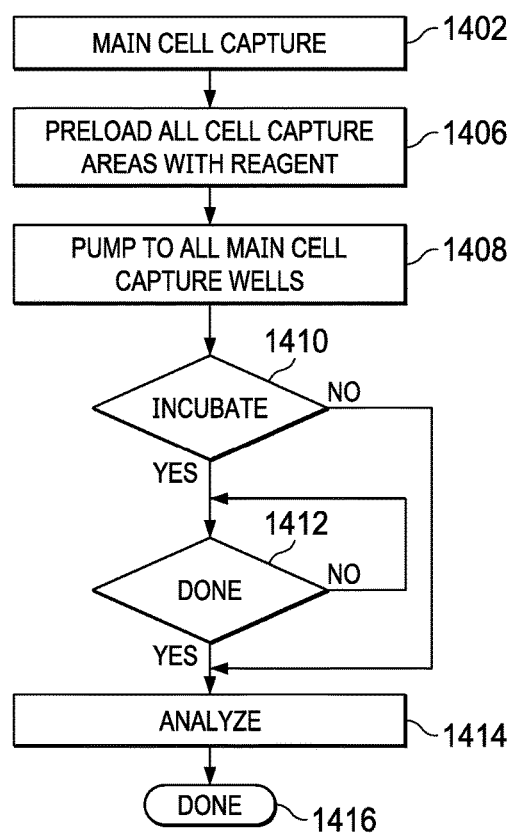 MAIN CELL CAPTURE
1402
PRELOAD ALL CELL CAPTURE
AREAS WITH REAGENT
1406
PUMP TO ALL MAIN CELL
CAPTURE WELLS
1408
1410
INCUBATE
NO
YES
1412
DONE
NO
YES
ANALYZE
1414
DONE
1416